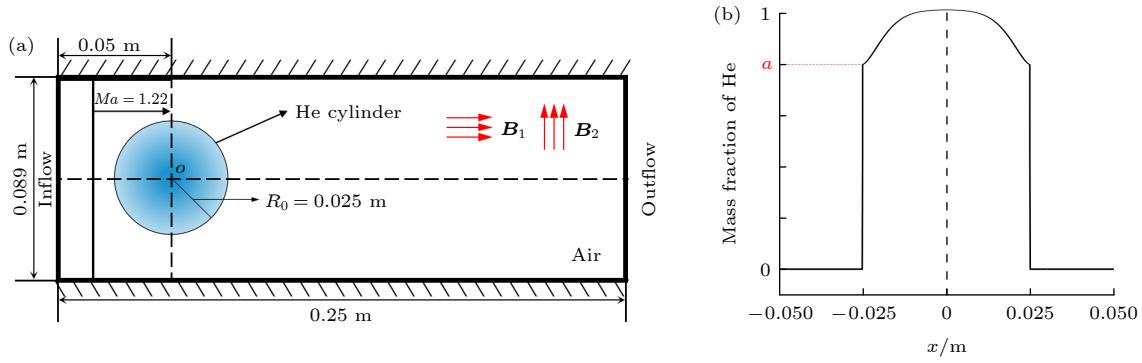 (a)
0.05 m
Ma = 1.22
He cylinder
B1
B2
0.089 m
Inflow
o
R0 = 0.025 m
Outflow
Air
0.25 m
(b)
1
a
0
Mass fraction of He
−0.050
−0.025
0
0.025
0.050
x/m